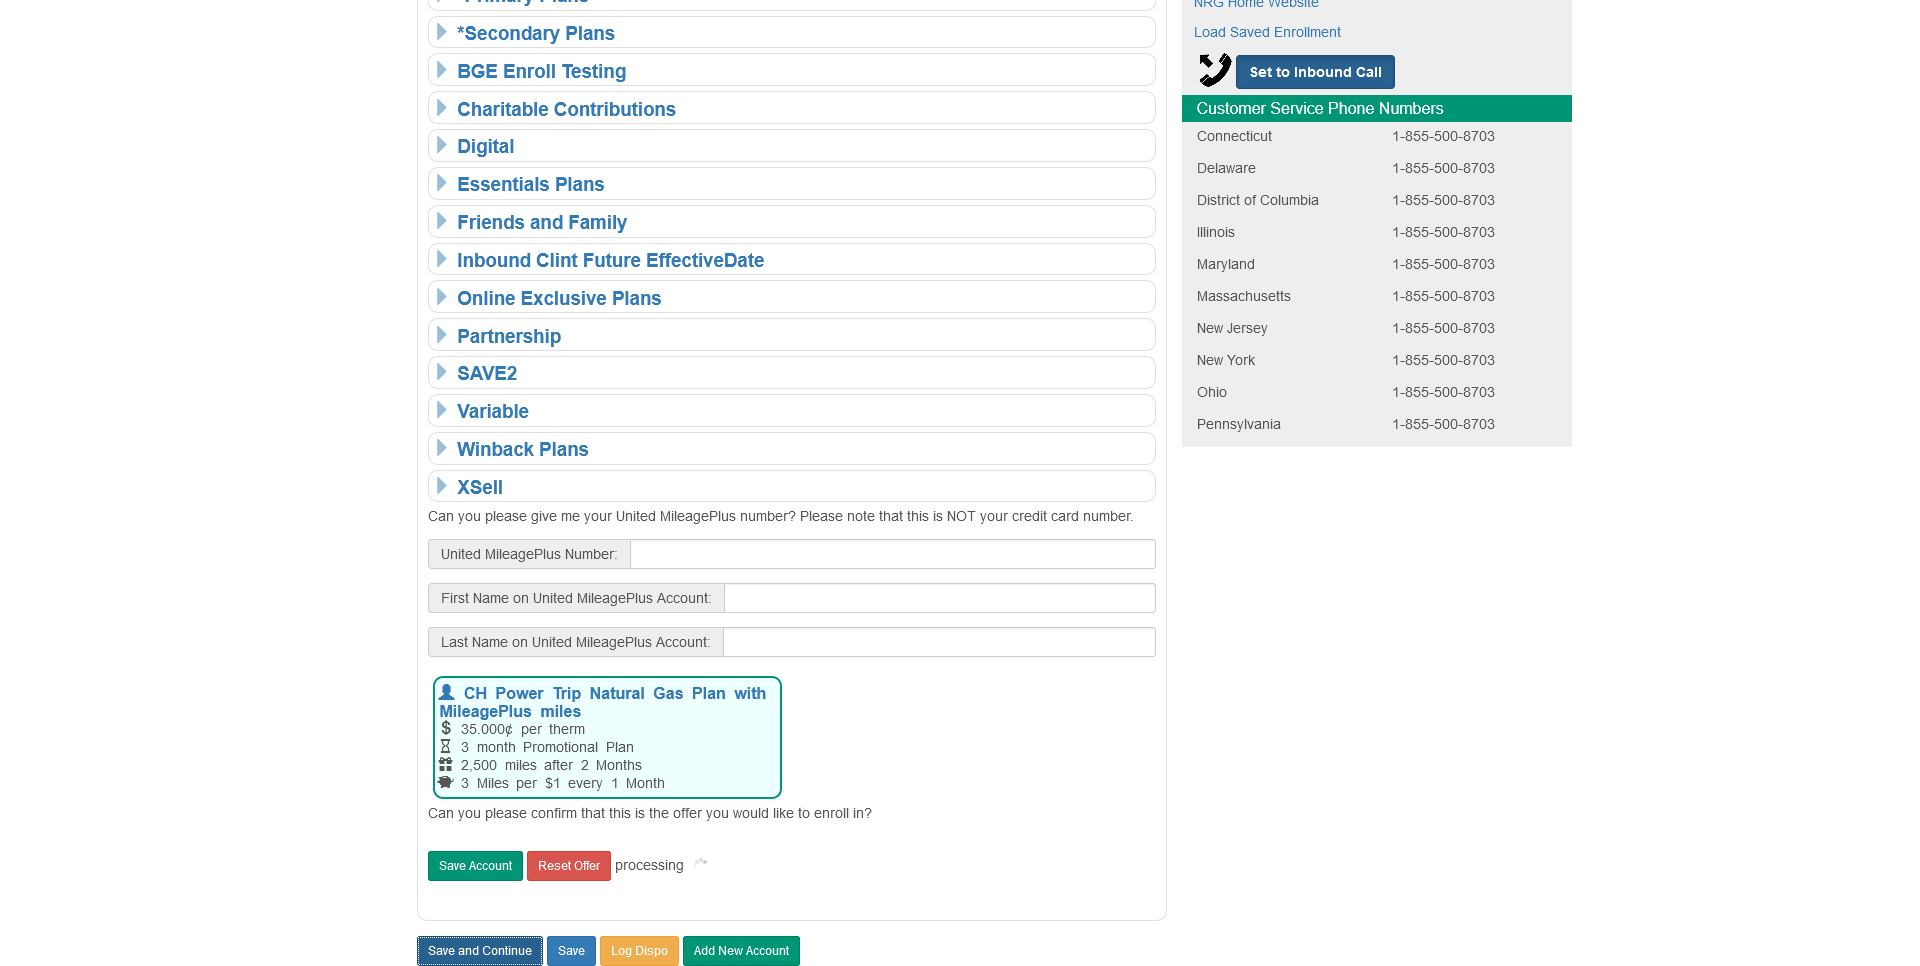 *Primary Plans
*Secondary Plans
BGE Enroll Testing
Charitable Contributions
Digital
Essentials Plans
Friends and Family
Inbound Clint Future EffectiveDate
Online Exclusive Plans
Partnership
SAVE2
Variable
Winback Plans
XSell
Can you please give me your United MileagePlus number? Please note that this is NOT your credit card number.
United MileagePlus Number:
First Name on United MileagePlus Account:
Last Name on United MileagePlus Account:
CH Power Trip Natural Gas Plan with
MileagePlus miles
35.000¢ per therm
3 month Promotional Plan
2,500 miles after 2 Months
3 Miles per $1 every 1 Month
Can you please confirm that this is the offer you would like to enroll in?
Save Account Reset Offer processing
Save and Continue Save Log Dispo Add New Account
NRG Home Website
Load Saved Enrollment
Set to Inbound Call
Customer Service Phone Numbers
Connecticut 1-855-500-8703
Delaware 1-855-500-8703
District of Columbia 1-855-500-8703
Illinois 1-855-500-8703
Maryland 1-855-500-8703
Massachusetts 1-855-500-8703
New Jersey 1-855-500-8703
New York 1-855-500-8703
Ohio 1-855-500-8703
Pennsylvania 1-855-500-8703